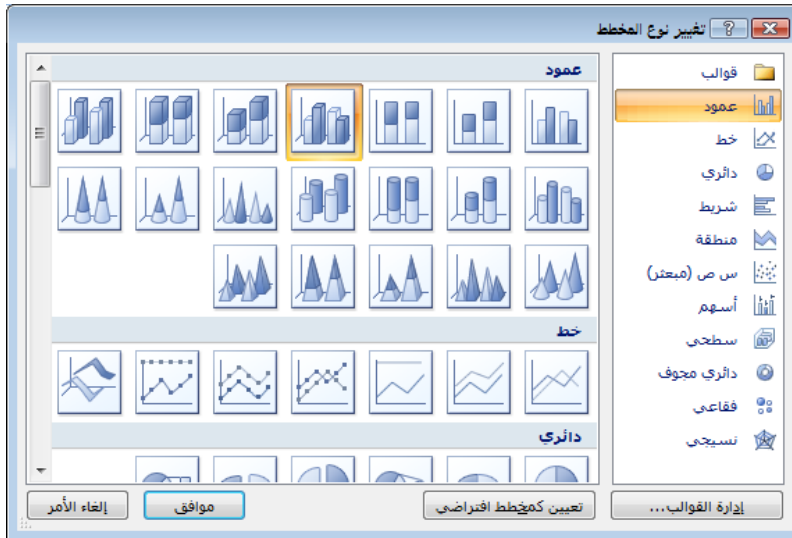 تغيير نوع المخطط
قوالب
عمود
خط
دائري
شريط
منطقة
س ص (مبعثر)
أسهم
سطحي
دائري مجوف
فقاعي
نسيجي
عمود
خط
دائري
إدارة القوالب...
تعيين كمخطط افتراضي
موافق
إلغاء الأمر